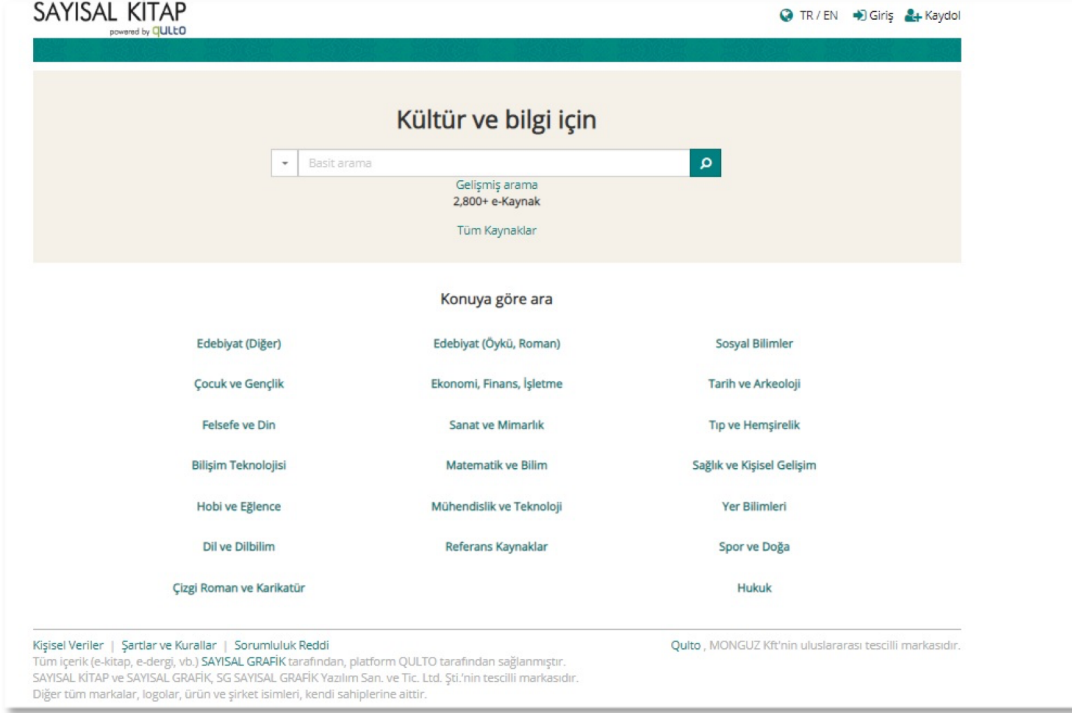 SAYISAL KİTAP
powered by qulto
TR / EN Giriş Kaydol
Kültür ve bilgi için
Basit arama
Gelişmiş arama
2,800+ e-Kaynak
Tüm Kaynaklar
Konuya göre ara
Edebiyat (Diğer) Edebiyat (Öykü, Roman) Sosyal Bilimler
Çocuk ve Gençlik Ekonomi, Finans, İşletme Tarih ve Arkeoloji
Felsefe ve Din Sanat ve Mimarlık Tıp ve Hemşirelik
Bilişim Teknolojisi Matematik ve Bilim Sağlık ve Kişisel Gelişim
Hobi ve Eğlence Mühendislik ve Teknoloji Yer Bilimleri
Dil ve Dilbilim Referans Kaynaklar Spor ve Doğa
Çizgi Roman ve Karikatür Hukuk
Kişisel Veriler | Şartlar ve Kurallar | Sorumluluk Reddi Qulto , MONGUZ Kft'nin uluslararası tescilli markasıdır.
Tüm içerik (e-kitap, e-dergi, vb.) SAYISAL GRAFİK tarafından, platform QULTO tarafından sağlanmıştır.
SAYISAL KİTAP ve SAYISAL GRAFİK, SG SAYISAL GRAFİK Yazılım San. ve Tic. Ltd. Şti.'nin tescilli markasıdır.
Diğer tüm markalar, logolar, ürün ve şirket isimleri, kendi sahiplerine aittir.